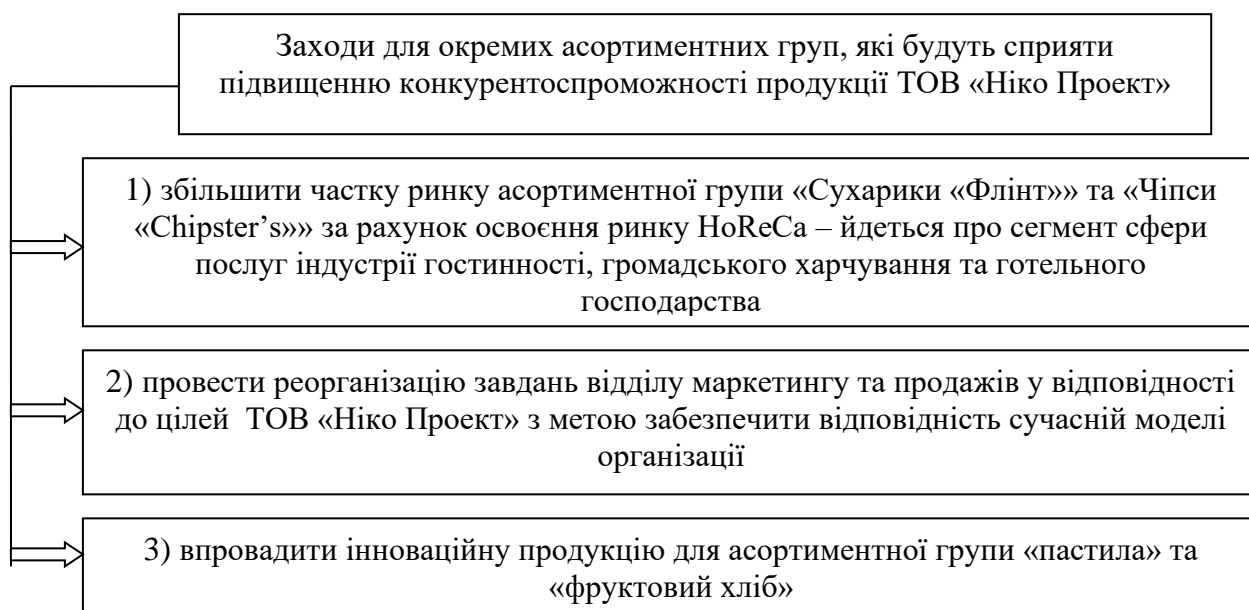 Заходи для окремих асортиментних груп, які будуть сприяти
підвищенню конкурентоспроможності продукції ТОВ «Ніко Проект»
1) збільшити частку ринку асортиментної групи «Сухарики «Флінт»» та «Чіпси
«Chipster’s»» за рахунок освоєння ринку HoReCa – йдеться про сегмент сфери
послуг індустрії гостинності, громадського харчування та готельного
господарства
2) провести реорганізацію завдань відділу маркетингу та продажів у відповідності
до цілей ТОВ «Ніко Проект» з метою забезпечити відповідність сучасній моделі
організації
3) впровадити інноваційну продукцію для асортиментної групи «пастила» та
«фруктовий хліб»